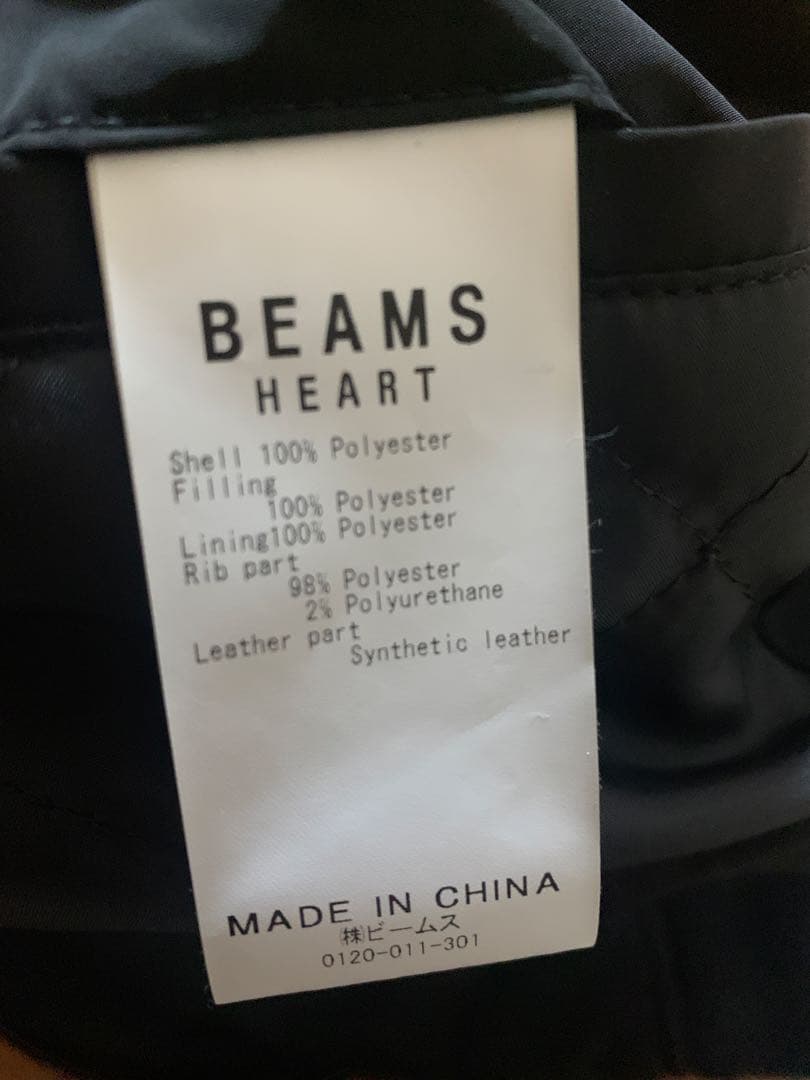 BEAMS
HEART
Shell 100% Polyester
Filling
100% Polyester
Lining100% Polyester
Rib part
98% Polyester
2% Polyurethane
Leather part
Synthetic leather
MADE IN CHINA
㈱ビームス
0120-011-301